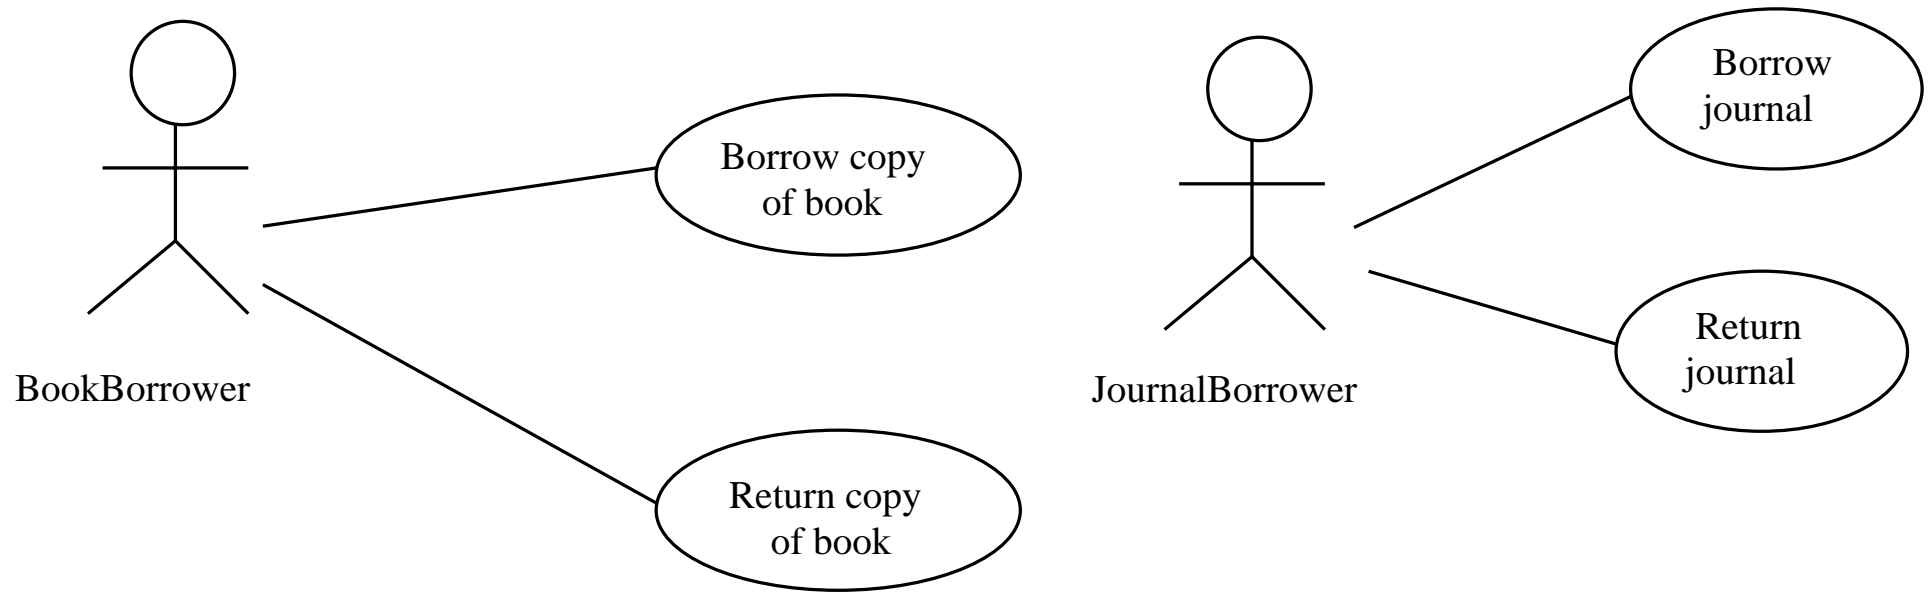 Borrow copy
of book
BookBorrower
Return copy
of book
Borrow
journal
Return
journal
JournalBorrower